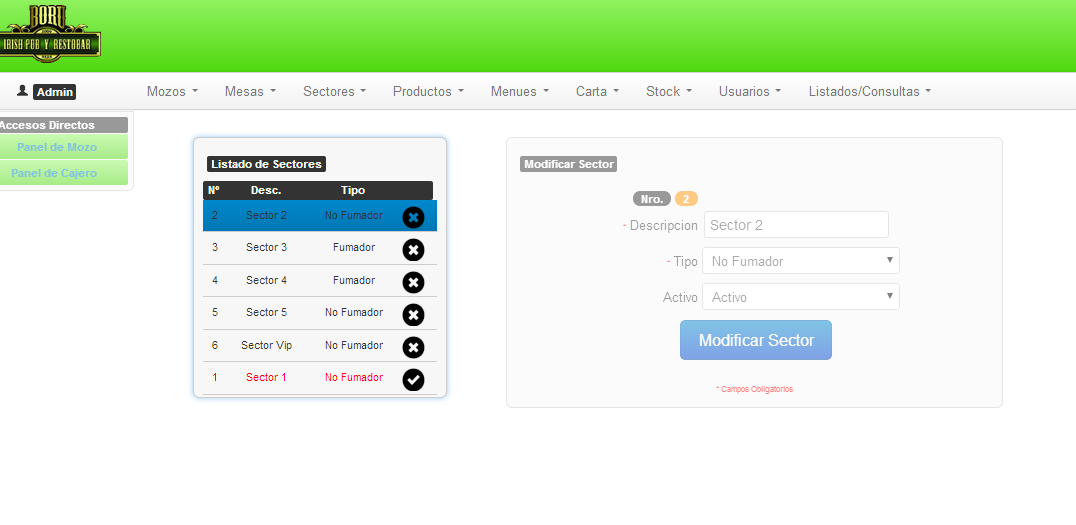 BORU
IRISH PUB Y RESTOBAR
Admin
Mozos Mesas Sectores Productos Menues Carta Stock Usuarios Listados/Consultas
Accesos Directos
Panel de Mozo
Panel de Cajero
Listado de Sectores
Nº Desc. Tipo
2 Sector 2 No Fumador
3 Sector 3 Fumador
4 Sector 4 Fumador
5 Sector 5 No Fumador
6 Sector Vip No Fumador
1 Sector 1 No Fumador
Modificar Sector
Nro. 2
- Descripcion Sector 2
- Tipo No Fumador
Activo Activo
Modificar Sector
* Campos Obligatorios